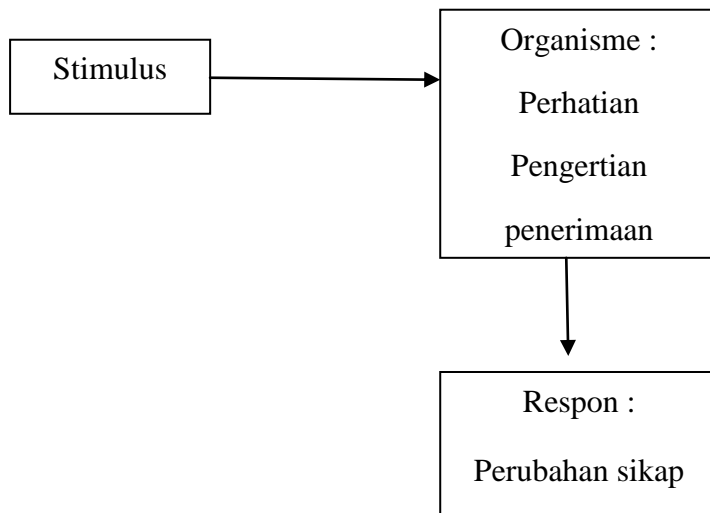 Stimulus
Organisme :
Perhatian
Pengertian
penerimaan
Respon :
Perubahan sikap